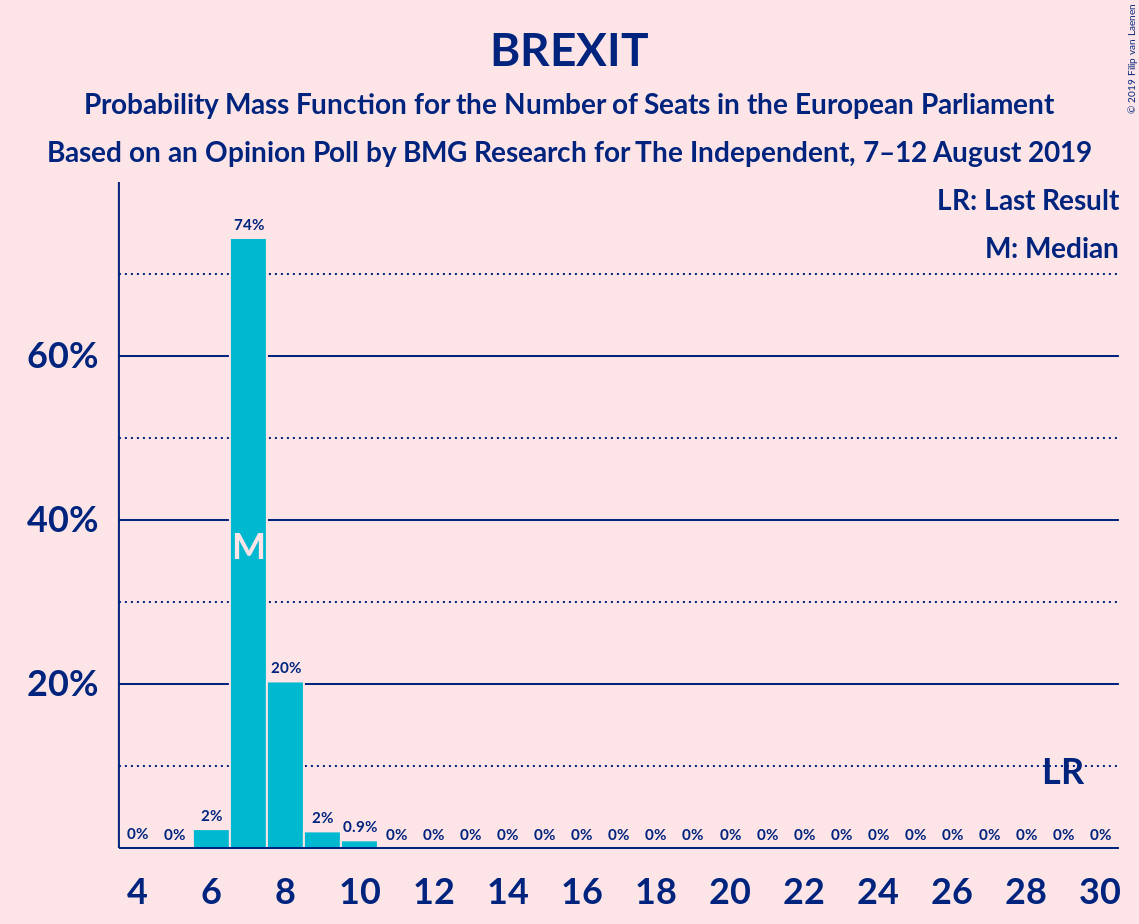 BREXIT
Probability Mass Function for the Number of Seats in the European Parliament
Based on an Opinion Poll by BMG Research for The Independent, 7–12 August 2019
© 2019 Filip van Laenen
LR: Last Result
M: Median
74%
60%
40%
M
20%
20%
LR
0% 0% 2% 2% 0.9% 0% 0% 0% 0% 0% 0% 0% 0% 0% 0% 0% 0% 0% 0% 0% 0% 0% 0% 0% 0%
4 6 8 10 12 14 16 18 20 22 24 26 28 30